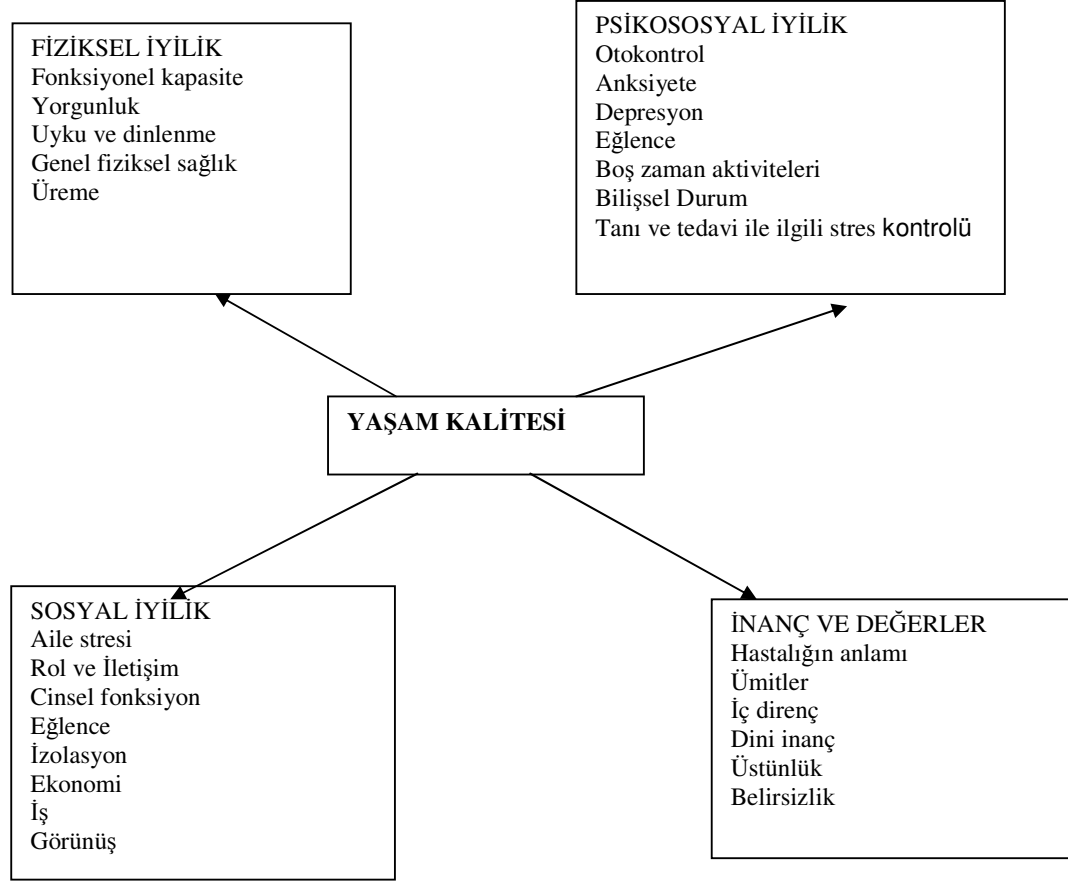 FİZİKSEL İYİLİK
Fonksiyonel kapasite
Yorgunluk
Uyku ve dinlenme
Genel fiziksel sağlık
Üreme
PSİKOSOSYAL İYİLİK
Otokontrol
Anksiyete
Depresyon
Eğlence
Boş zaman aktiviteleri
Bilişsel Durum
Tanı ve tedavi ile ilgili stres kontrolü
YAŞAM KALİTESİ
SOSYAL İYİLİK
Aile stresi
Rol ve İletişim
Cinsel fonksiyon
Eğlence
İzolasyon
Ekonomi
İş
Görünüş
İNANÇ VE DEĞERLER
Hastalığın anlamı
Ümitler
İç direnç
Dini inanç
Üstünlük
Belirsizlik